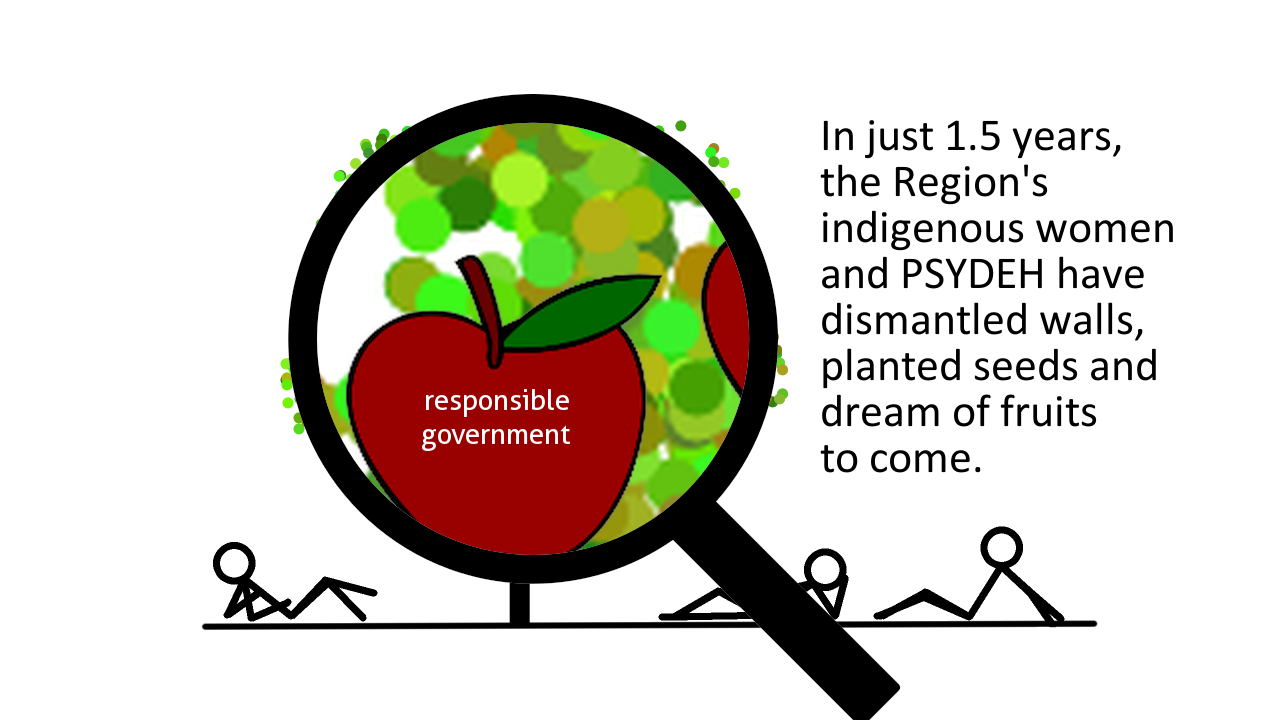 responsible
government
In just 1.5 years,
the Region's
indigenous women
and PSYDEH have
dismantled walls,
planted seeds and
dream of fruits
to come.